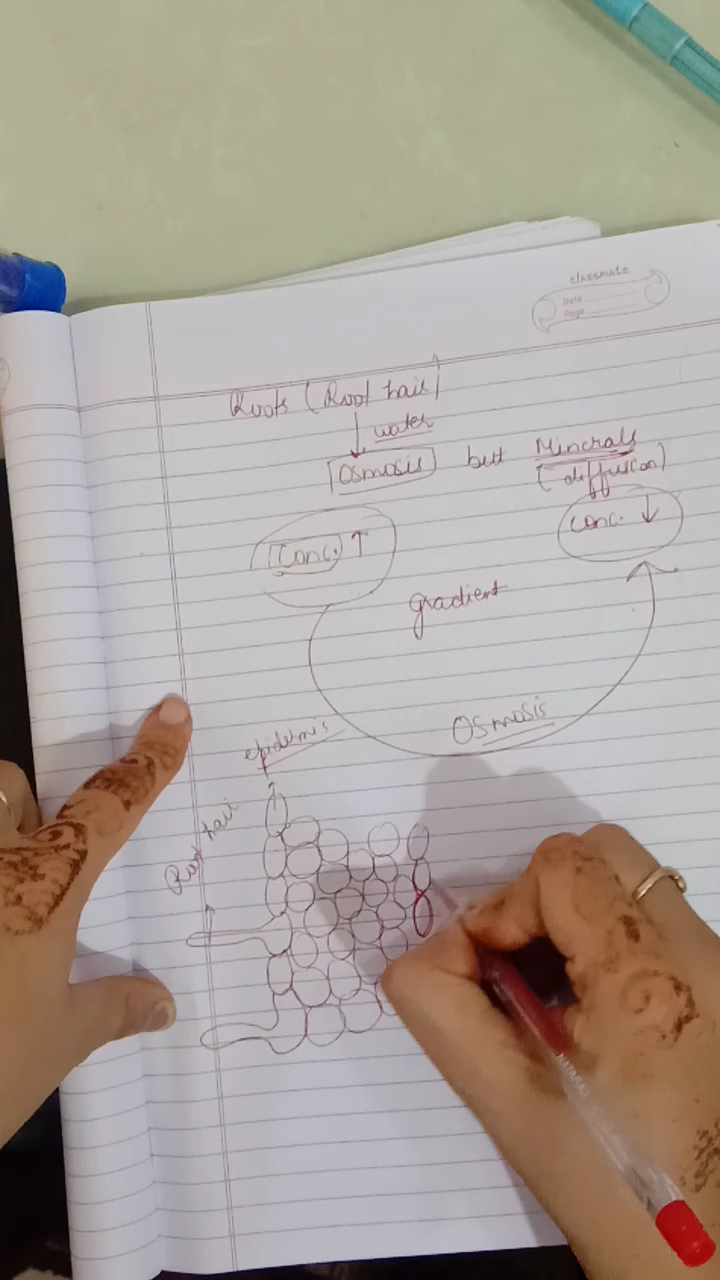 classmate
Date
Page
Roots (Root hair)
water
Osmosis but Minerals
(diffusion)
Conc. ↑ Conc. ↓
gradient
Osmosis
epidermis
Root hair